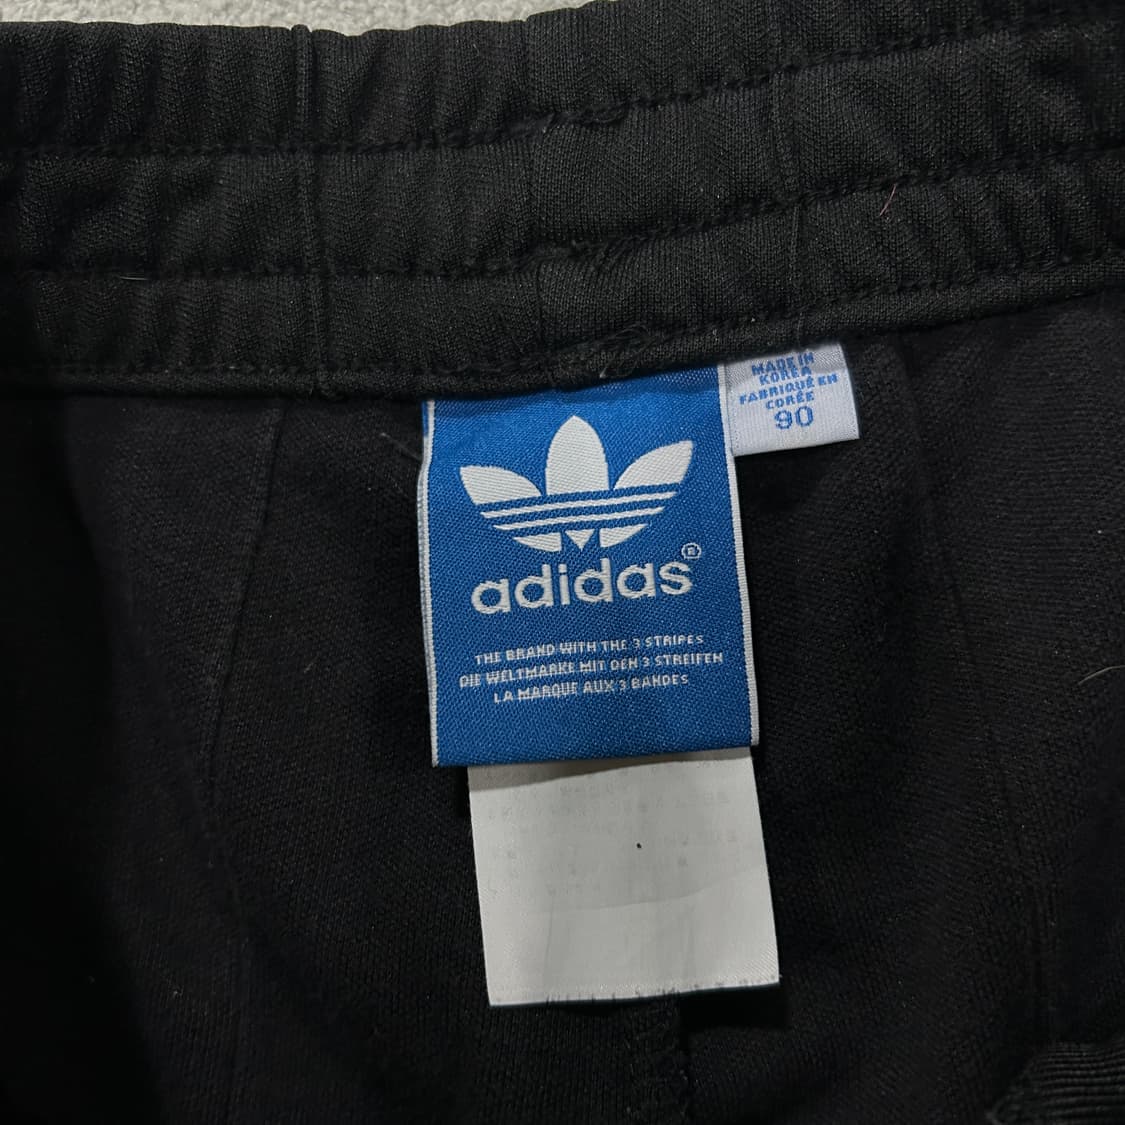 MADE IN
KOREA
FABRIQUÉ EN
CORÉE
90
adidas®
THE BRAND WITH THE 3 STRIPES
DIE WELTMARKE MIT DEN 3 STREIFEN
LA MARQUE AUX 3 BANDES